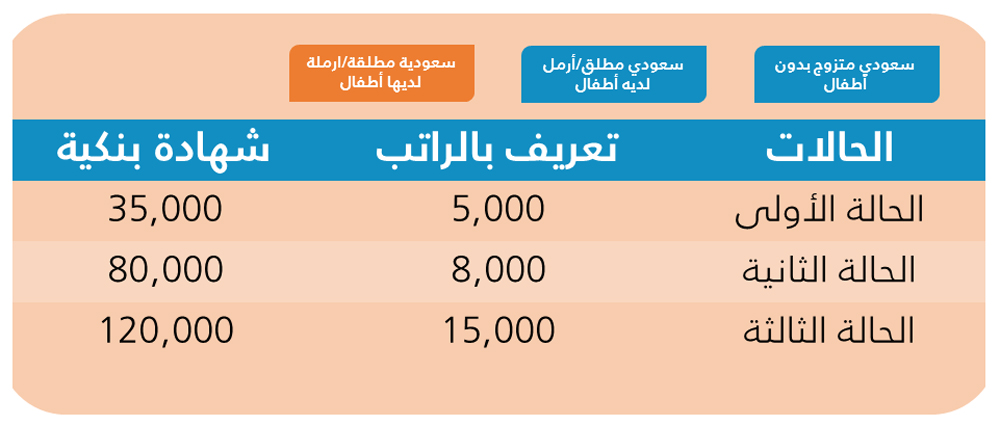 سعودي متزوج بدون
أطفال
سعودي مطلق/أرمل
لديه أطفال
سعودية مطلقة/ارملة
لديها أطفال
الحالات تعريف بالراتب شهادة بنكية
الحالة الأولى 5,000 35,000
الحالة الثانية 8,000 80,000
الحالة الثالثة 15,000 120,000